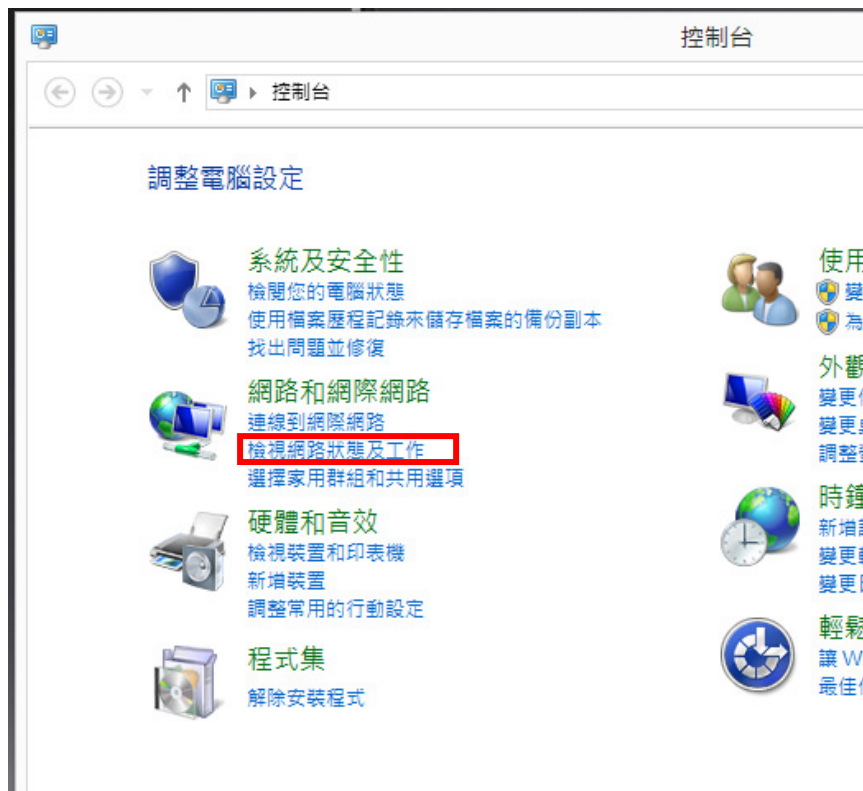 控制台
控制台
調整電腦設定
系統及安全性
檢閱您的電腦狀態
使用檔案歷程記錄來儲存檔案的備份副本
找出問題並修復
網路和網際網路
連線到網際網路
檢視網路狀態及工作
選擇家用群組和共用選項
硬體和音效
檢視裝置和印表機
新增裝置
調整常用的行動設定
程式集
解除安裝程式
使用
變
為
外觀
變更
變更
調整
時鐘
新增
變更
變更
輕鬆
讓 W
最佳